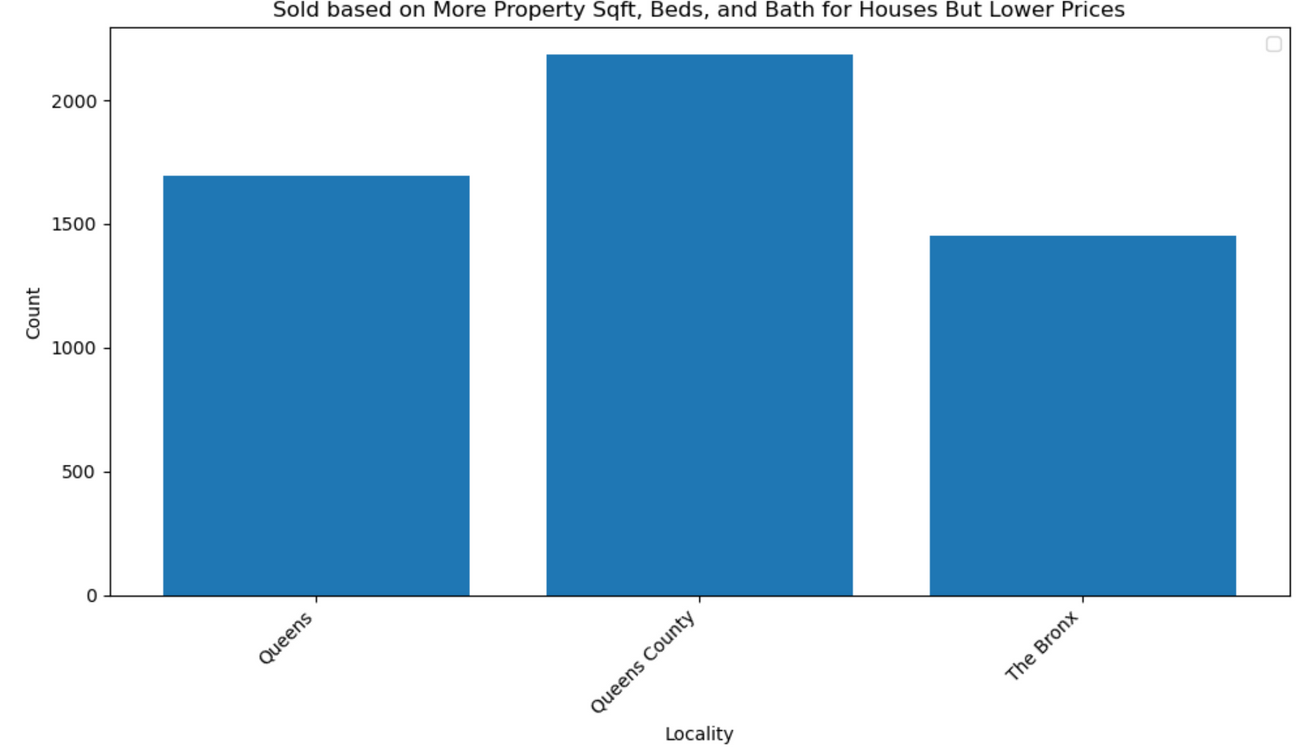 Sold based on More Property Sqft, Beds, and Bath for Houses But Lower Prices
2000
1500
1000
500
0
Count
Queens
Queens County
The Bronx
Locality